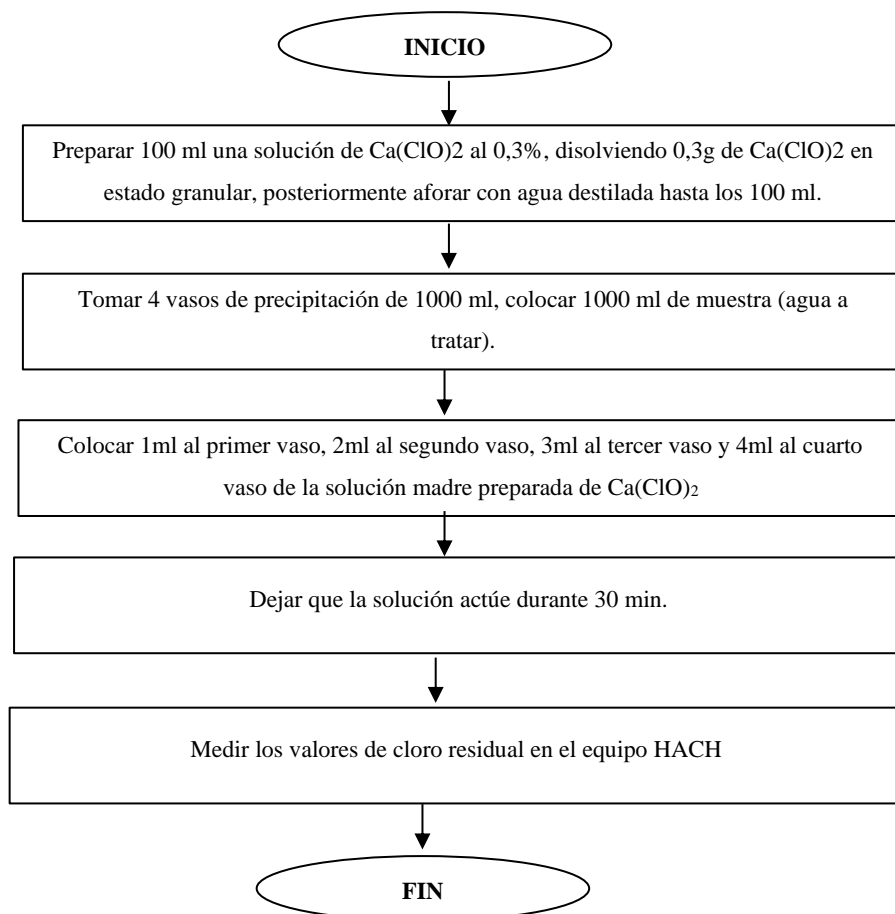 INICIO
Preparar 100 ml una solución de Ca(ClO)2 al 0,3%, disolviendo 0,3g de Ca(ClO)2 en
estado granular, posteriormente aforar con agua destilada hasta los 100 ml.
Tomar 4 vasos de precipitación de 1000 ml, colocar 1000 ml de muestra (agua a
tratar).
Colocar 1ml al primer vaso, 2ml al segundo vaso, 3ml al tercer vaso y 4ml al cuarto
vaso de la solución madre preparada de Ca(ClO)₂
Dejar que la solución actúe durante 30 min.
Medir los valores de cloro residual en el equipo HACH
FIN